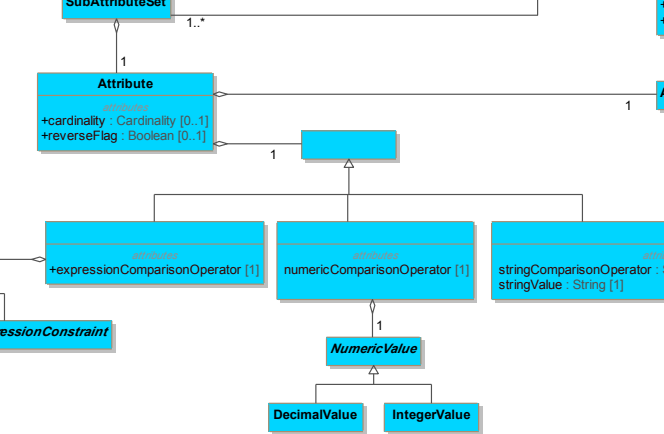 SubAttributeSet
1..*
1
Attribute
attributes
+cardinality : Cardinality [0..1]
+reverseFlag : Boolean [0..1]
1
1
attributes
+expressionComparisonOperator [1]
attributes
numericComparisonOperator [1]
stringComparisonOperator :
stringValue : String [1]
1
essionConstraint
NumericValue
DecimalValue
IntegerValue